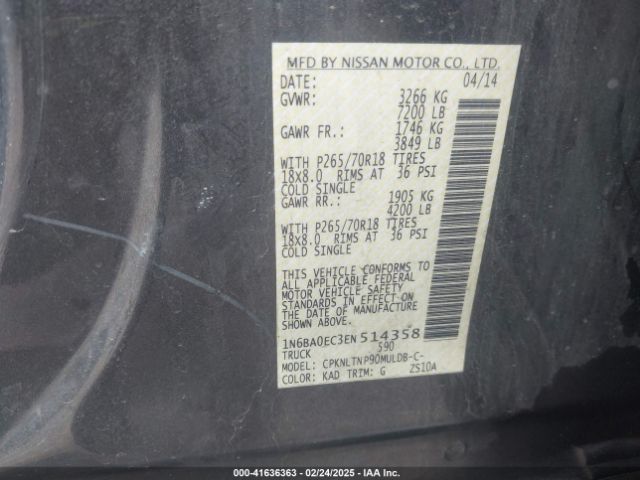 MFD BY NISSAN MOTOR CO., LTD.
DATE: 04/14
GVWR: 3266 KG
7200 LB
GAWR FR.: 1746 KG
3849 LB
WITH P265/70R18 TIRES
18x8.0 RIMS AT 36 PSI
COLD SINGLE
GAWR RR.: 1905 KG
4200 LB
WITH P265/70R18 TIRES
18x8.0 RIMS AT 36 PSI
COLD SINGLE
THIS VEHICLE CONFORMS TO
ALL APPLICABLE FEDERAL
MOTOR VEHICLE SAFETY
STANDARDS IN EFFECT ON
THE DATE OF MANUFACTURE
SHOWN ABOVE.
1N6BA0EC3EN514358
TRUCK 590
MODEL: CPKNLTNP90MULDB-C-
COLOR: KAD TRIM: G ZS10A
000-41636363 - 02/24/2025 - IAA Inc.